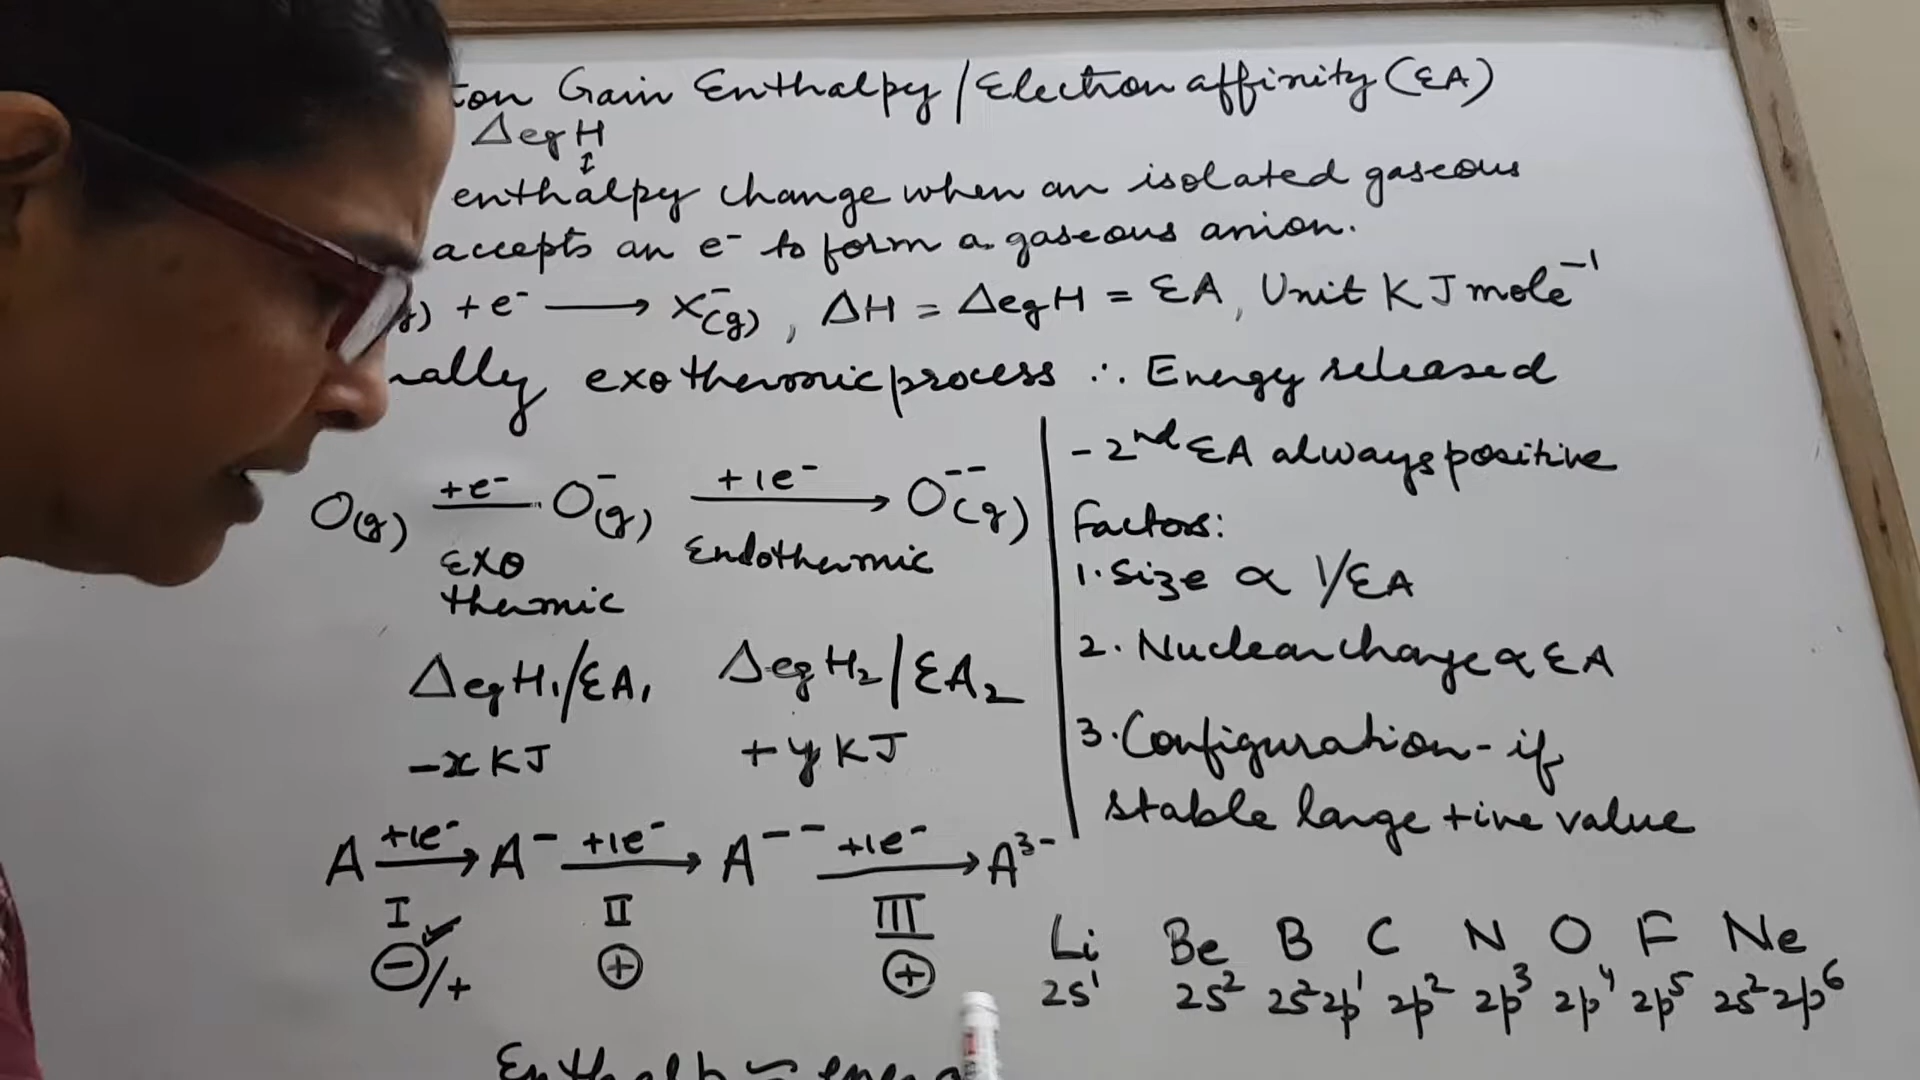 ton Gain Enthalpy/Electron affinity (EA)
ΔegH
↕
enthalpy change when an isolated gaseous
accepts an e⁻ to form a gaseous anion.
g) + e⁻ ⟶ X⁻(g), ΔH = ΔegH = EA, Unit KJ mole⁻¹
nally exothermic process ∴ Energy released
O(g) +e⁻ O⁻(g) +1e⁻ → O⁻⁻(g)
Exo
thermic
Endothermic
ΔegH₁/EA₁ ΔegH₂/EA₂
-x KJ +y KJ
A +1e⁻ → A⁻ +1e⁻ → A⁻⁻ +1e⁻ → A³⁻
I II III
⊖✓/+ ⊕ ⊕
- 2nd EA always positive
Factors:
1. Size ∝ 1/EA
2. Nuclear charge ∝ EA
3. Configuration - if
stable large +ive value
Li Be B C N O F Ne
2s¹ 2s² 2s²2p¹ 2p² 2p³ 2p⁴ 2p⁵ 2s²2p⁶